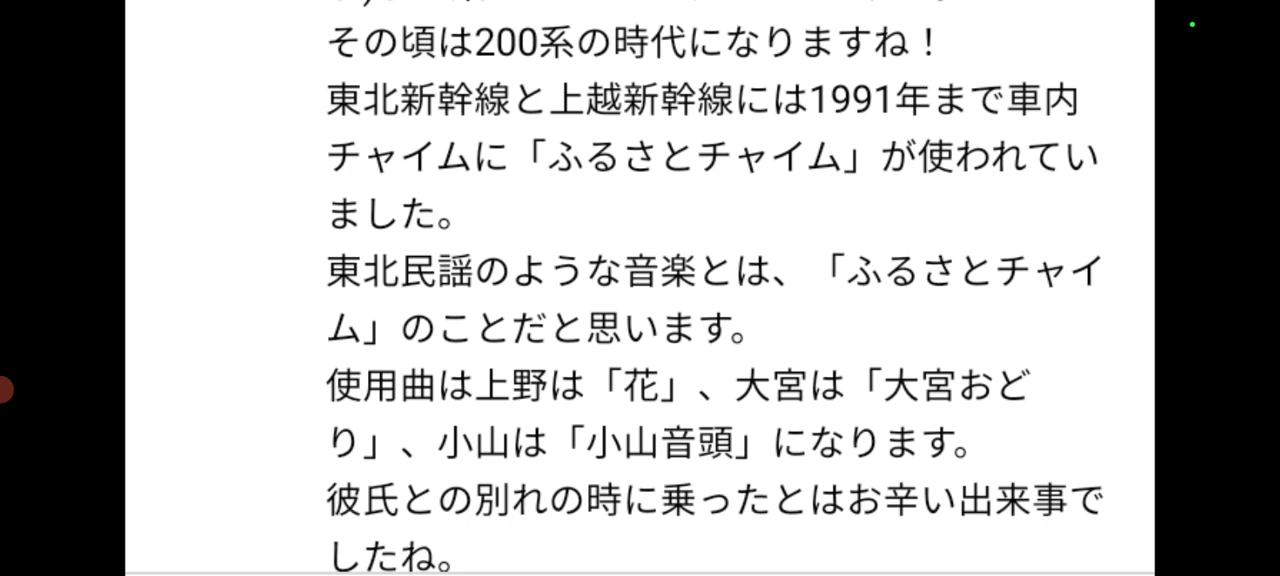 その頃は200系の時代になりますね！
東北新幹線と上越新幹線には1991年まで車内
チャイムに「ふるさとチャイム」が使われてい
ました。
東北民謡のような音楽とは、「ふるさとチャイ
ム」のことだと思います。
使用曲は上野は「花」、大宮は「大宮おど
り」、小山は「小山音頭」になります。
彼氏との別れの時に乗ったとはお辛い出来事で
したね。